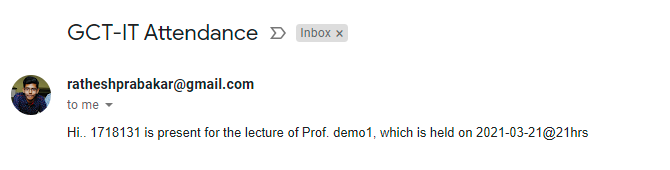 GCT-IT Attendance Inbox ×
ratheshprabakar@gmail.com
to me
Hi.. 1718131 is present for the lecture of Prof. demo1, which is held on 2021-03-21@21hrs